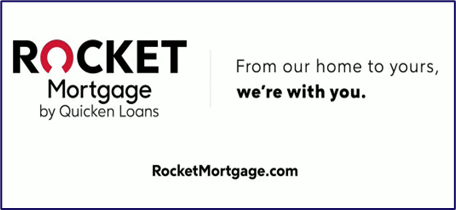 ROCKET
Mortgage
by Quicken Loans
From our home to yours,
we're with you.
RocketMortgage.com